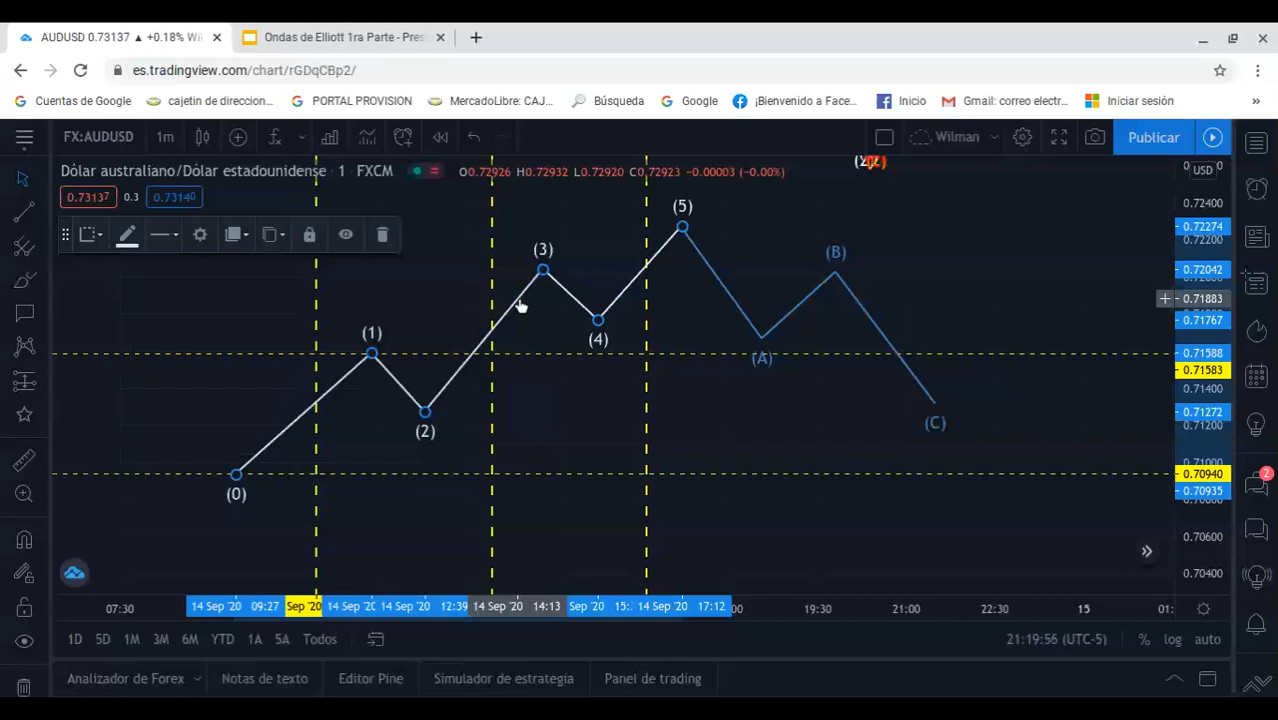 AUDUSD 0.73137 ▲ +0.18% Wil
Ondas de Elliott 1ra Parte - Pres
es.tradingview.com/chart/rGDqCBp2/
Cuentas de Google
cajetin de direccion...
PORTAL PROVISION
MercadoLibre: CAJ...
Búsqueda
Google
¡Bienvenido a Face...
Inicio
Gmail: correo electr...
Iniciar sesión
FX:AUDUSD
1m
Wilman
Publicar
Dólar australiano/Dólar estadounidense · 1 · FXCM
O0.72926 H0.72932 L0.72920 C0.72923 −0.00003 (−0.00%)
USD
0.73137
0.3
0.73140
0.72400
0.72274
0.72200
0.72042
0.71883
0.71767
0.71588
0.71583
0.71400
0.71272
0.71200
0.71000
0.70940
0.70935
0.70600
0.70400
(0)
(1)
(2)
(3)
(4)
(5)
(A)
(B)
(C)
07:30
14 Sep '20 09:27
Sep '20
14 Sep '20
14 Sep '20 12:39
14 Sep '20 14:13
Sep '20 15:
14 Sep '20 17:12
19:30
21:00
22:30
15
01:
1D 5D 1M 3M 6M YTD 1A 5A Todos
21:19:56 (UTC-5)
% log auto
Analizador de Forex
Notas de texto
Editor Pine
Simulador de estrategia
Panel de trading
2